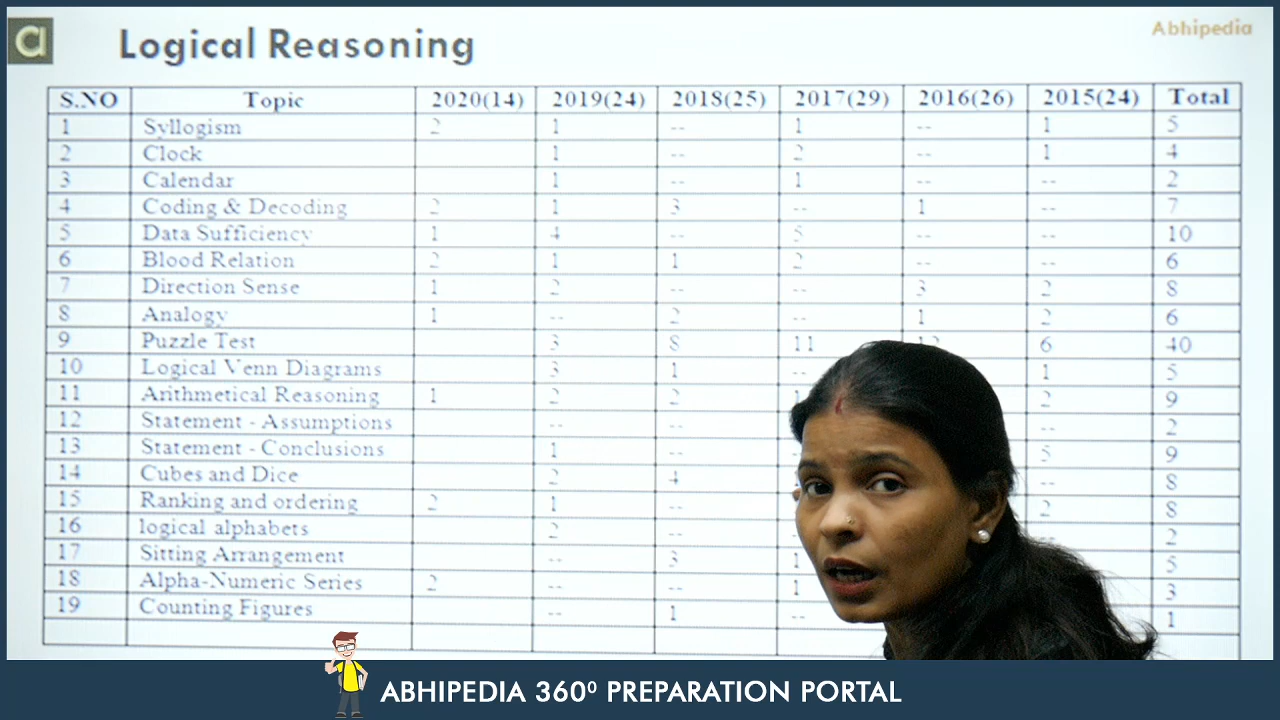 a Logical Reasoning Abhipedia
S.NO Topic 2020(14) 2019(24) 2018(25) 2017(29) 2016(26) 2015(24) Total
1 Syllogism 2 1 -- 1 -- 1 5
2 Clock 1 -- 2 -- 1 4
3 Calendar 1 -- 1 -- -- 2
4 Coding & Decoding 2 1 3 -- 1 -- 7
5 Data Sufficiency 1 4 -- 5 -- -- 10
6 Blood Relation 2 1 1 2 -- -- 6
7 Direction Sense 1 2 -- -- 3 2 8
8 Analogy 1 -- 2 -- 1 2 6
9 Puzzle Test 3 8 11 6 40
10 Logical Venn Diagrams 3 1 -- 1 5
11 Arithmetical Reasoning 1 2 2 2 9
12 Statement - Assumptions -- -- -- 2
13 Statement - Conclusions 1 -- 5 9
14 Cubes and Dice 2 4 -- 8
15 Ranking and ordering 2 1 -- 2 8
16 logical alphabets 2 -- 2
17 Sitting Arrangement -- 3 1 5
18 Alpha-Numeric Series 2 -- -- 1 3
19 Counting Figures -- 1 -- 1
ABHIPEDIA 360⁰ PREPARATION PORTAL